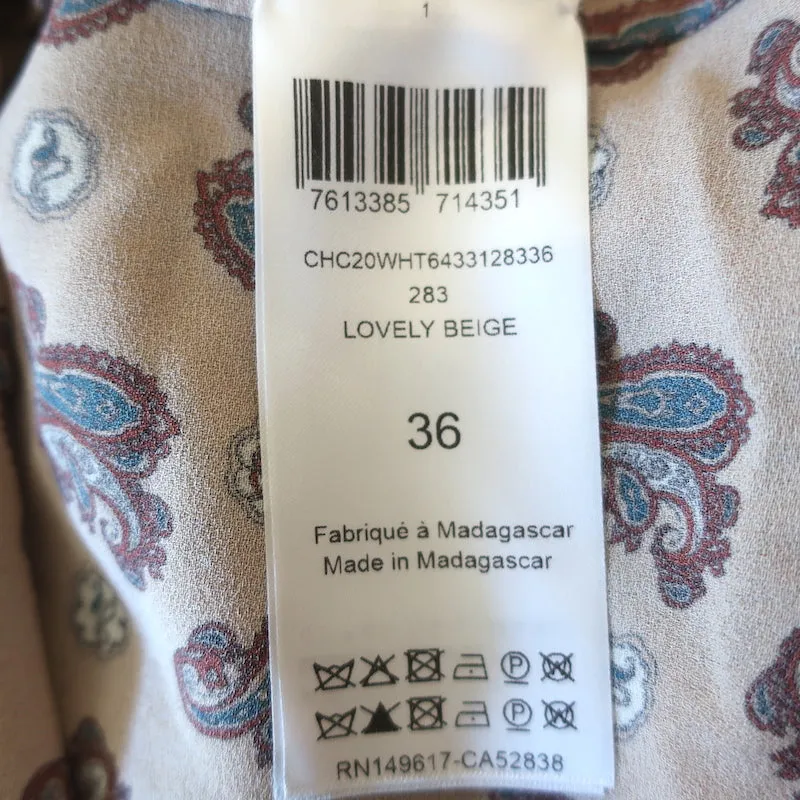 1
7613385 714351
CHC20WHT6433128336
283
LOVELY BEIGE
36
Fabriqué à Madagascar
Made in Madagascar
P W
P W
RN149617-CA52838